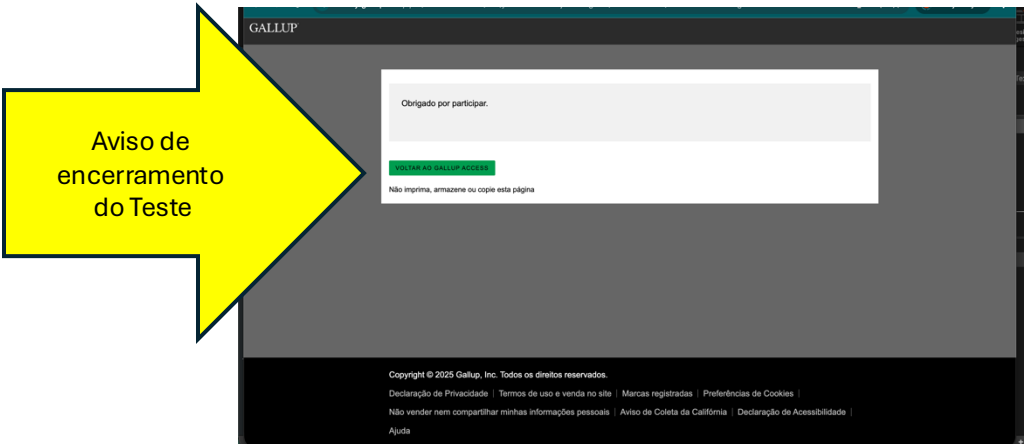 GALLUP
Obrigado por participar.
Aviso de
encerramento
do Teste
VOLTAR AO GALLUP ACCESS
Não imprima, armazene ou copie esta página
Copyright © 2025 Gallup, Inc. Todos os direitos reservados.
Declaração de Privacidade | Termos de uso e venda no site | Marcas registradas | Preferências de Cookies |
Não vender nem compartilhar minhas informações pessoais | Aviso de Coleta da Califórnia | Declaração de Acessibilidade |
Ajuda